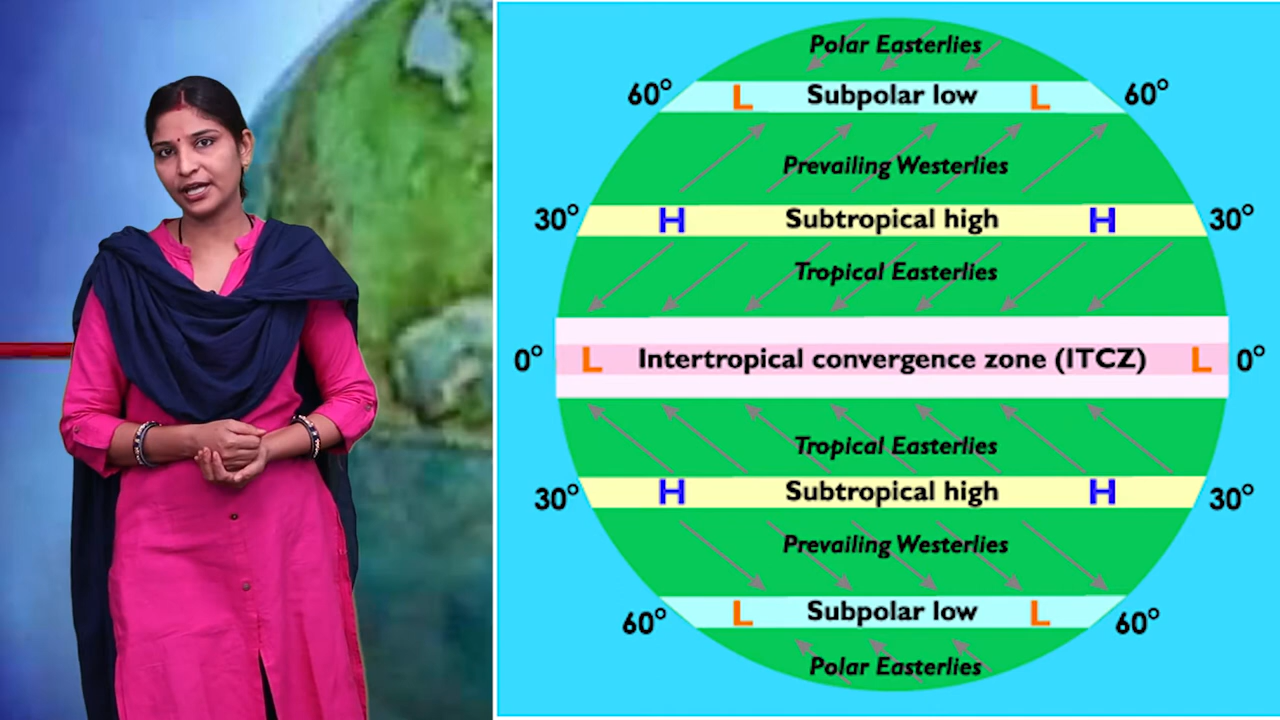 Polar Easterlies
60° L Subpolar low L 60°
Prevailing Westerlies
30° H Subtropical high H 30°
Tropical Easterlies
0° L Intertropical convergence zone (ITCZ) L 0°
Tropical Easterlies
30° H Subtropical high H 30°
Prevailing Westerlies
60° L Subpolar low L 60°
Polar Easterlies